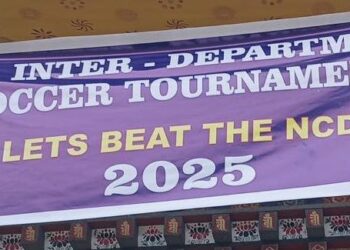 INTER - DEPARTM
OCCER TOURNAME
LETS BEAT THE NCD
2025